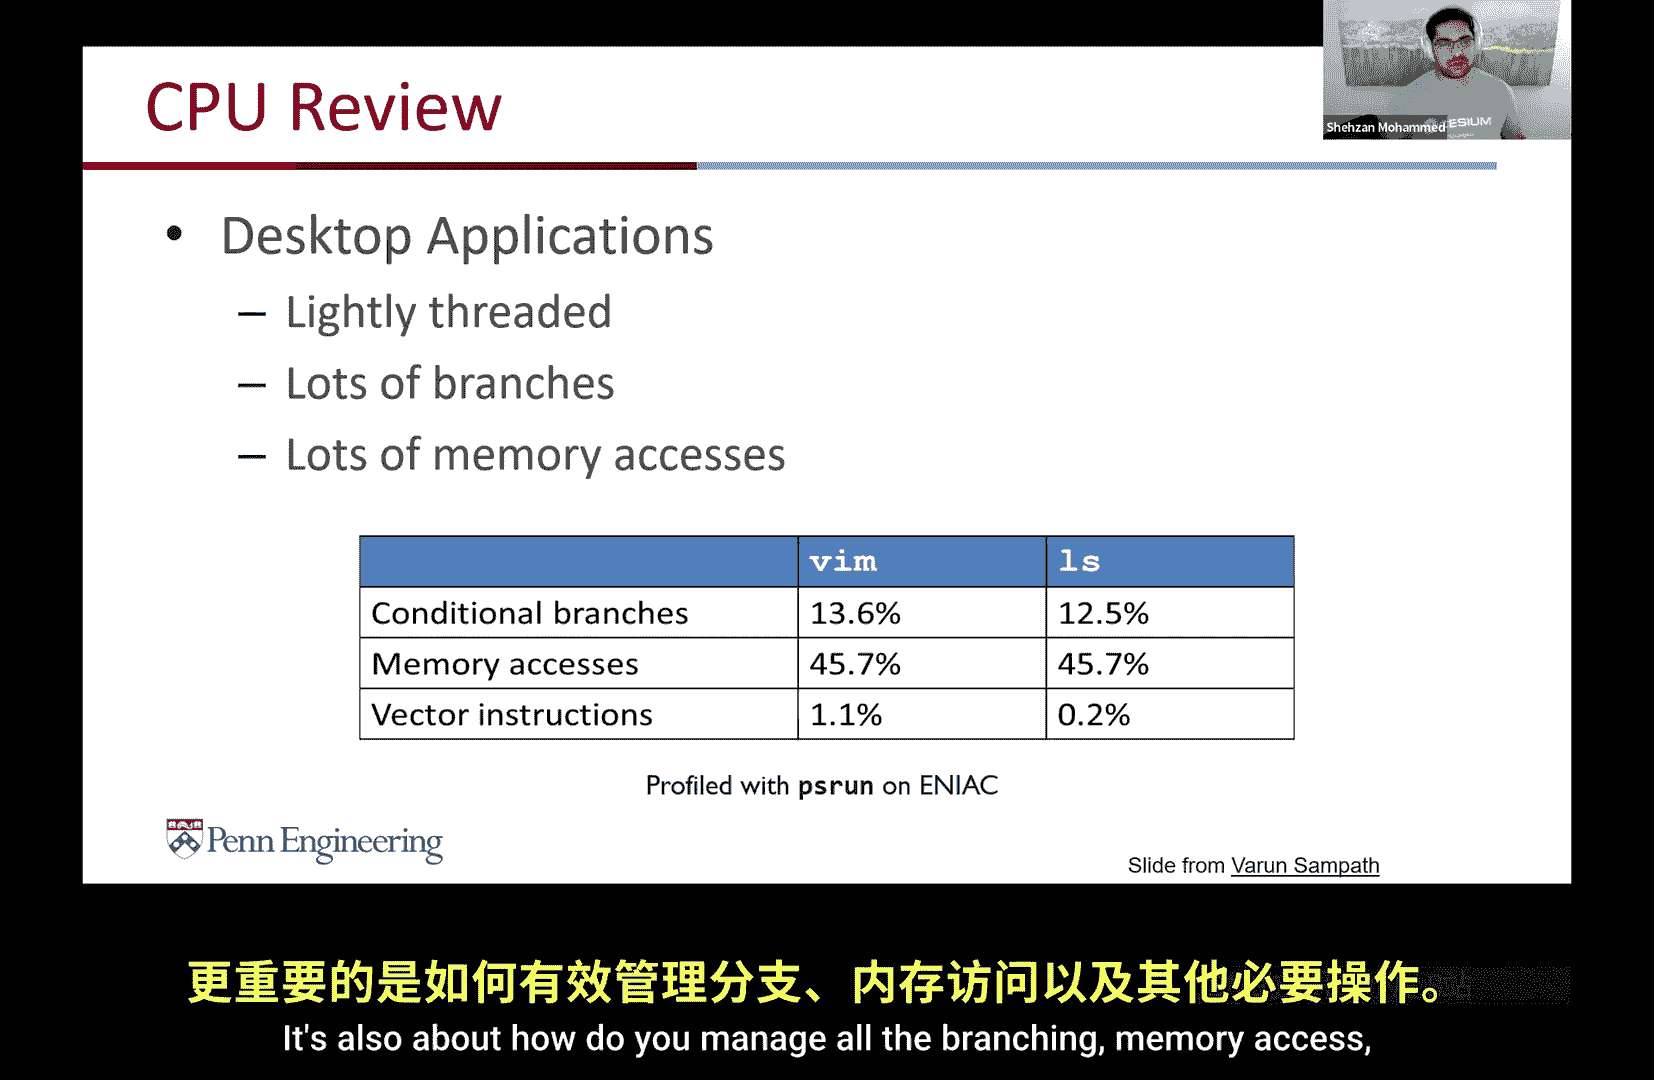 CPU Review
Shehzan Mohammed
ESIUM
• Desktop Applications
– Lightly threaded
– Lots of branches
– Lots of memory accesses
vim ls
Conditional branches 13.6% 12.5%
Memory accesses 45.7% 45.7%
Vector instructions 1.1% 0.2%
Profiled with psrun on ENIAC
Penn Engineering
Slide from Varun Sampath
更重要的是如何有效管理分支、内存访问以及其他必要操作。
It's also about how do you manage all the branching, memory access,